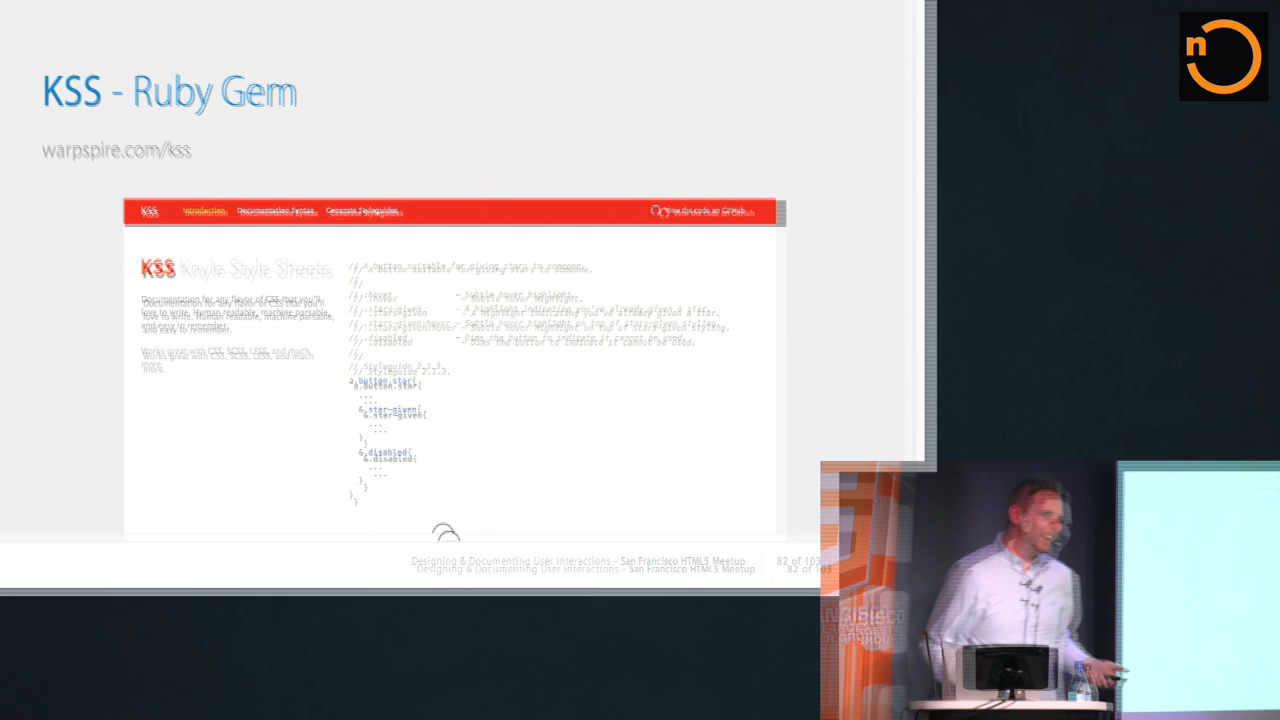 KSS - Ruby Gem
n
warpspire.com/kss
KSS Introduction Documentation Syntax Generate Styleguides View the code on GitHub
KSS Knyle Style Sheets
Documentation for any flavor of CSS that you'll
love to write. Human readable, machine parsable,
and easy to remember.
Works great with CSS, SCSS, LESS, and much
more.
// A button suitable for giving stars to someone.
//
// :hover - Subtle hover highlight.
// .stars-given - A highlight indicating you've already given a star.
// .stars-given:hover - Subtle hover highlight on top of stars-given styling.
// .disabled - Dims the button to indicate it cannot be used.
//
// Styleguide 2.1.3.
a.button.star{
...
&.star-given{
...
}
&.disabled{
...
}
}
Designing & Documenting User Interactions - San Francisco HTML5 Meetup 82 of 103